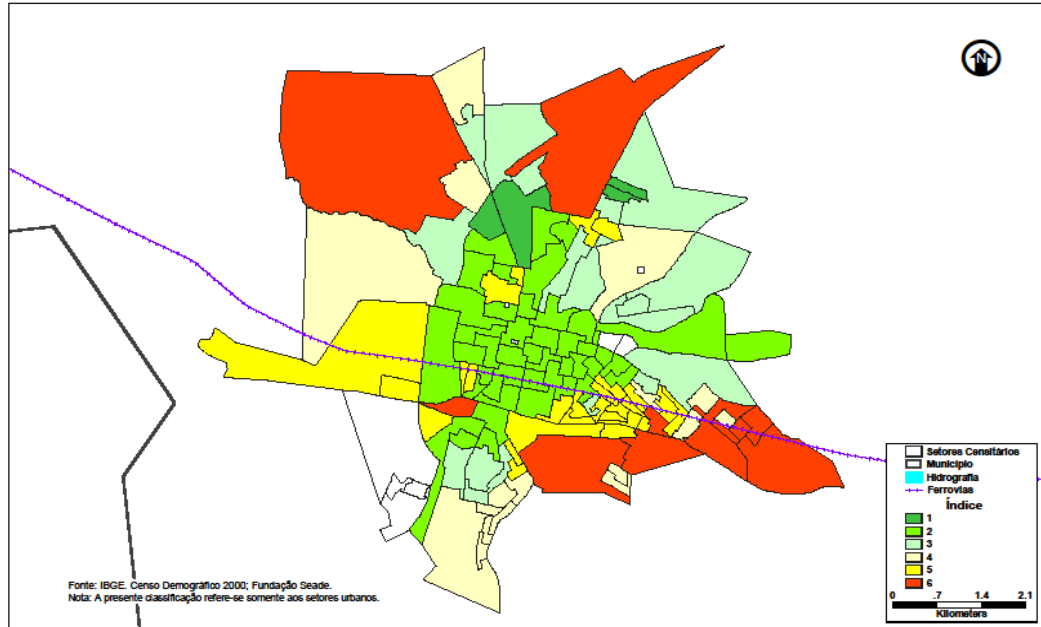 N
Setores Censitários
Município
Hidrografia
Ferrovias
Índice
1
2
3
4
5
6
0 .7 1.4 2.1
Kilometers
Fonte: IBGE. Censo Demográfico 2000; Fundação Seade.
Nota: A presente classificação refere-se somente aos setores urbanos.